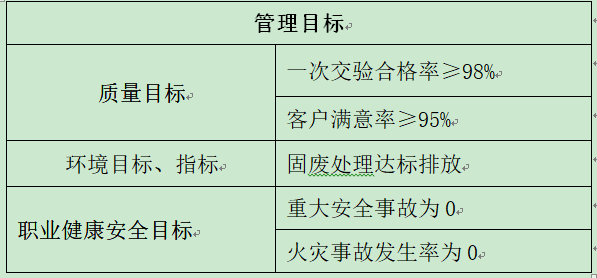 管理目标
质量目标
一次交验合格率≥98%
客户满意率≥95%
环境目标、指标
固废处理达标排放
职业健康安全目标
重大安全事故为0
火灾事故发生率为0